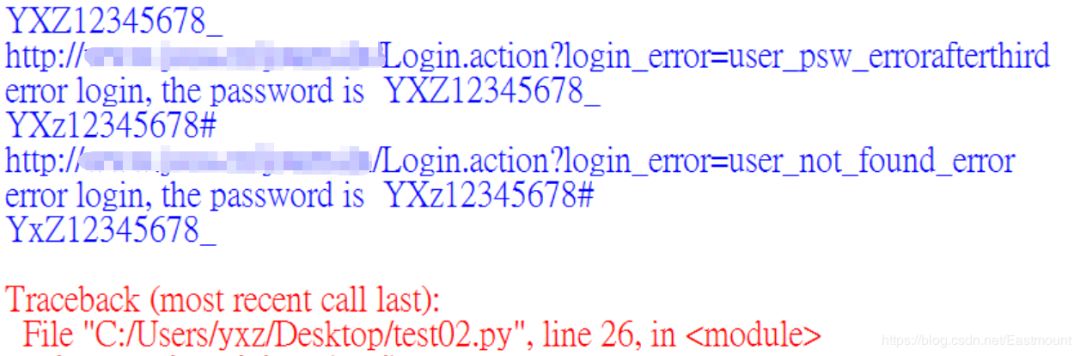 YXZ12345678_
http:// /Login.action?login_error=user_psw_errorafterthird
error login, the password is YXZ12345678_
YXz12345678#
http:// /Login.action?login_error=user_not_found_error
error login, the password is YXz12345678#
YxZ12345678_
Traceback (most recent call last):
File "C:/Users/yxz/Desktop/test02.py", line 26, in <module>
https://blog.csdn.net/Eastmount